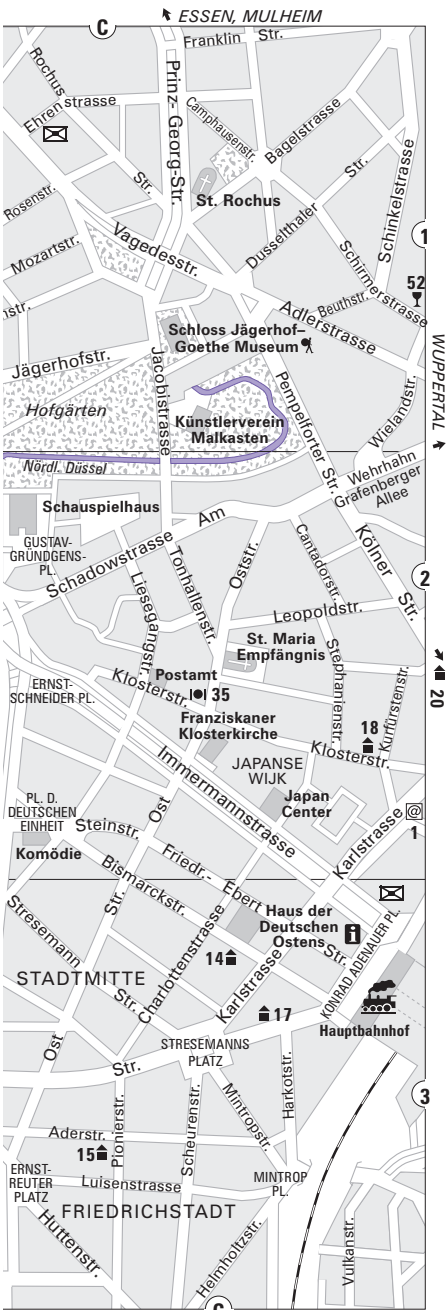 C
ESSEN, MULHEIM
Franklin Str.
Rochus
Str.
Prinz- Georg-Str.
Ehrenstrasse
Camphausenstr.
Bagelstrasse
Schinkelstrasse
Rosenstr.
St. Rochus
Dusselthaler
Str.
Mozartstr.
Vagedesstr.
1
Schirmerstrasse
52
nstr.
Beuthstr.
Adlerstrasse
Schloss Jägerhof–
Goethe Museum
WUPPERTAL
Jägerhofstr.
Jacobistrasse
Pempelforter Str.
Wielandstr.
Hofgärten
Künstlerverein
Malkasten
Nördl. Düssel
Wehrhahn
Grafenberger
Allee
Schauspielhaus
Am
Kölner
Str.
GUSTAV-
GRÜNDGENS-
PL.
Schadowstrasse
Tonhallenstr.
Oststr.
Cantadorstr.
2
Liesegangstr.
Leopoldstr.
St. Maria
Empfängnis
Stephanienstr.
Kurfürstenstr.
20
ERNST-
SCHNEIDER PL.
Klosterstr.
Postamt
35
Franziskaner
Klosterkirche
18
Klosterstr.
JAPANSE
WIJK
Immermannstrasse
Japan
Center
PL. D.
DEUTSCHEN
EINHEIT
Steinstr.
Ost
Str.
Karlstrasse
@
1
Komödie
Friedr.- Ebert
Str.
Bismarckstr.
Stresemann
Str.
Haus der
Deutschen
Ostens
i
KONRAD ADENAUER PL.
Charlottenstrasse
14
Karlstrasse
STADTMITTE
17
Hauptbahnhof
Ost
Str.
STRESEMANNS
PLATZ
Mintropstr.
Harkotstr.
3
Aderstr.
15
Pionierstr.
Scheurenstr.
ERNST-
REUTER
PLATZ
Luisenstrasse
MINTROP
PL.
FRIEDRICHSTADT
Huttenstr.
Helmholtzstr.
Vulkanstr.
C